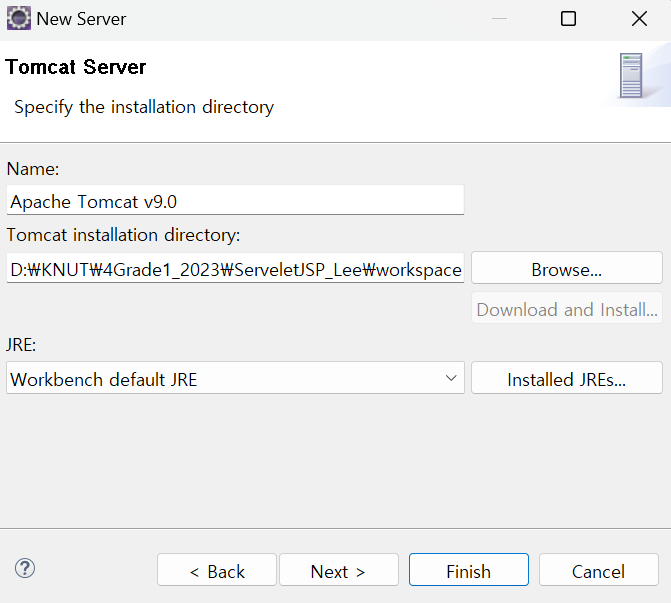 New Server
Tomcat Server
Specify the installation directory
Name:
Apache Tomcat v9.0
Tomcat installation directory:
D:₩KNUT₩4Grade1_2023₩ServeletJSP_Lee₩workspace
Browse...
Download and Install...
JRE:
Workbench default JRE
Installed JREs...
?
< Back
Next >
Finish
Cancel